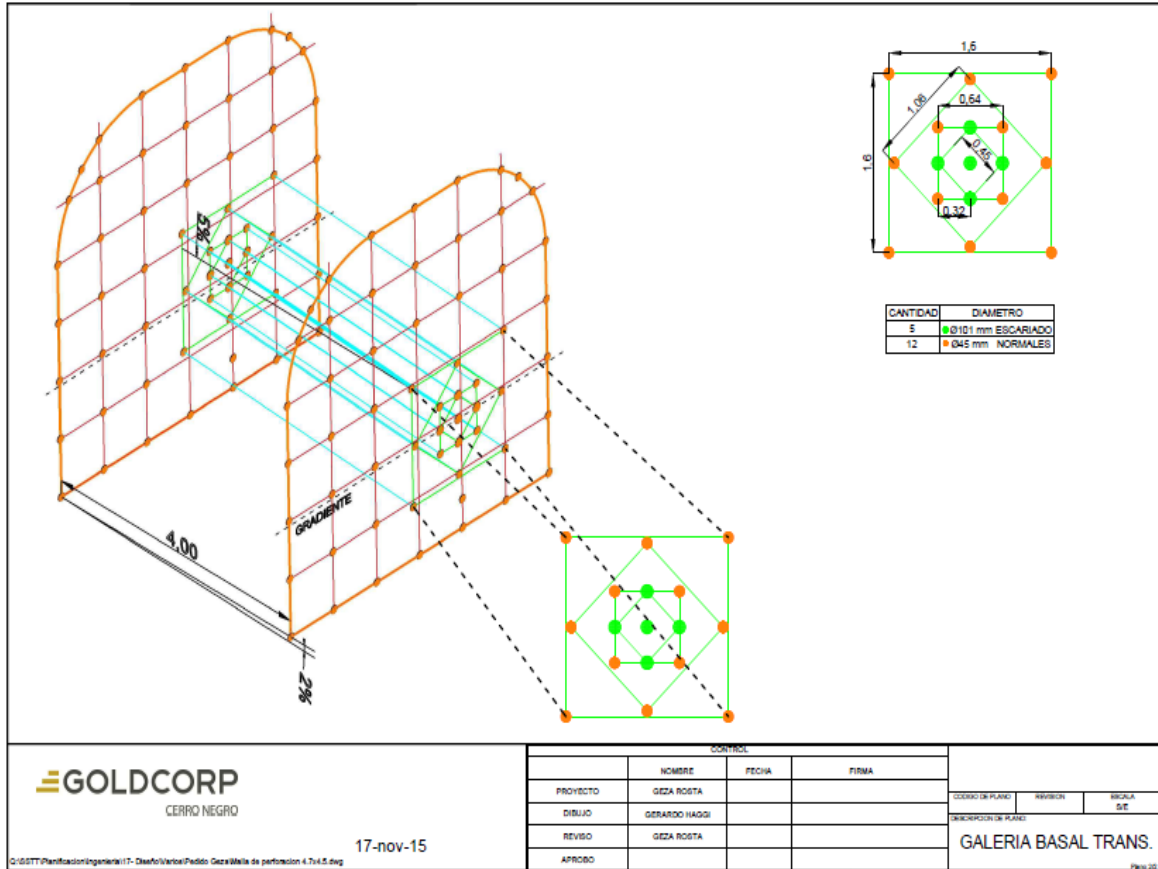 1,6
1,06
0,64
1,6
0,45
0,32
CANTIDAD DIAMETRO
5 Ø101 mm ESCARIADO
12 Ø45 mm NORMALES
5%
GRADIENTE
4,00
2%
GOLDCORP
CERRO NEGRO
17-nov-15
CONTROL
NOMBRE FECHA FIRMA
PROYECTO GEZA ROSTA
DIBUJO GERARDO HAGGI
REVISO GEZA ROSTA
APROBO
CODIGO DE PLANO REVISION ESCALA
S/E
DESCRIPCION DE PLANO
GALERIA BASAL TRANS.